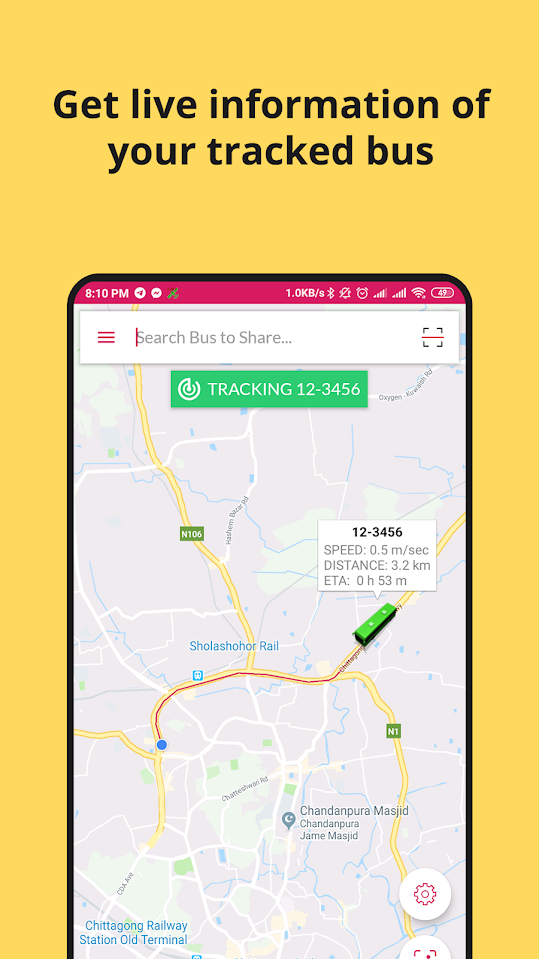 Get live information of
your tracked bus
8:10 PM
1.0KB/s
49
Search Bus to Share...
TRACKING 12-3456
Oxygen - Kuwaish Rd
Hashem Bazar Rd
N106
12-3456
SPEED: 0.5 m/sec
DISTANCE: 3.2 km
ETA: 0 h 53 m
Sholashohor Rail
N1
Chatteshwari Rd
Chandanpura Masjid
Chandanpura
Jame Masjid
CDA Ave
Chittagong Railway
Station Old Terminal